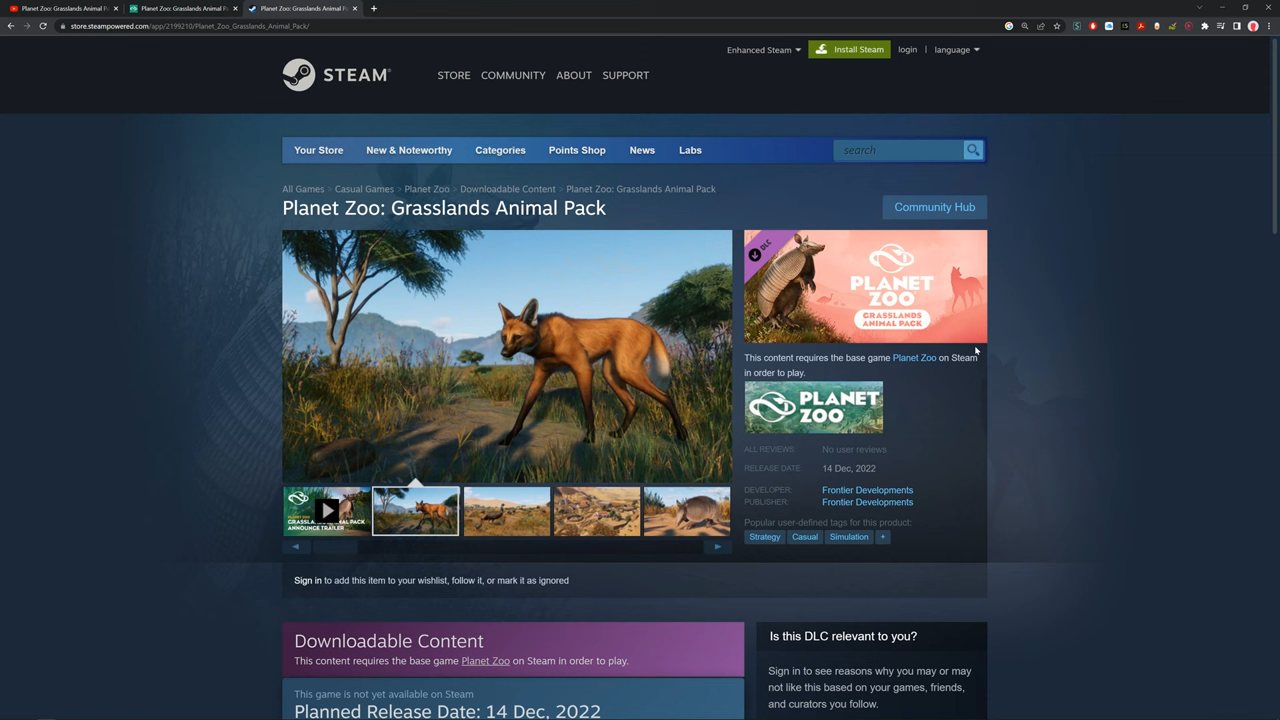 Planet Zoo: Grasslands Animal P
Planet Zoo: Grasslands Animal P
Planet Zoo: Grasslands Animal P
store.steampowered.com/app/2199210/Planet_Zoo_Grasslands_Animal_Pack/
Enhanced Steam
Install Steam
login | language
STEAM
STORE COMMUNITY ABOUT SUPPORT
Your Store New & Noteworthy Categories Points Shop News Labs search
All Games > Casual Games > Planet Zoo > Downloadable Content > Planet Zoo: Grasslands Animal Pack
Planet Zoo: Grasslands Animal Pack
Community Hub
DLC
PLANET
ZOO
GRASSLANDS
ANIMAL PACK
This content requires the base game Planet Zoo on Steam
in order to play.
PLANET
ZOO
ALL REVIEWS: No user reviews
RELEASE DATE: 14 Dec, 2022
DEVELOPER: Frontier Developments
PUBLISHER: Frontier Developments
Popular user-defined tags for this product:
Strategy Casual Simulation +
PLANET ZOO
GRASSLANDS ANIMAL PACK
ANNOUNCE TRAILER
Sign in to add this item to your wishlist, follow it, or mark it as ignored
Downloadable Content
This content requires the base game Planet Zoo on Steam in order to play.
This game is not yet available on Steam
Planned Release Date: 14 Dec, 2022
Is this DLC relevant to you?
Sign in to see reasons why you may or may
not like this based on your games, friends,
and curators you follow.